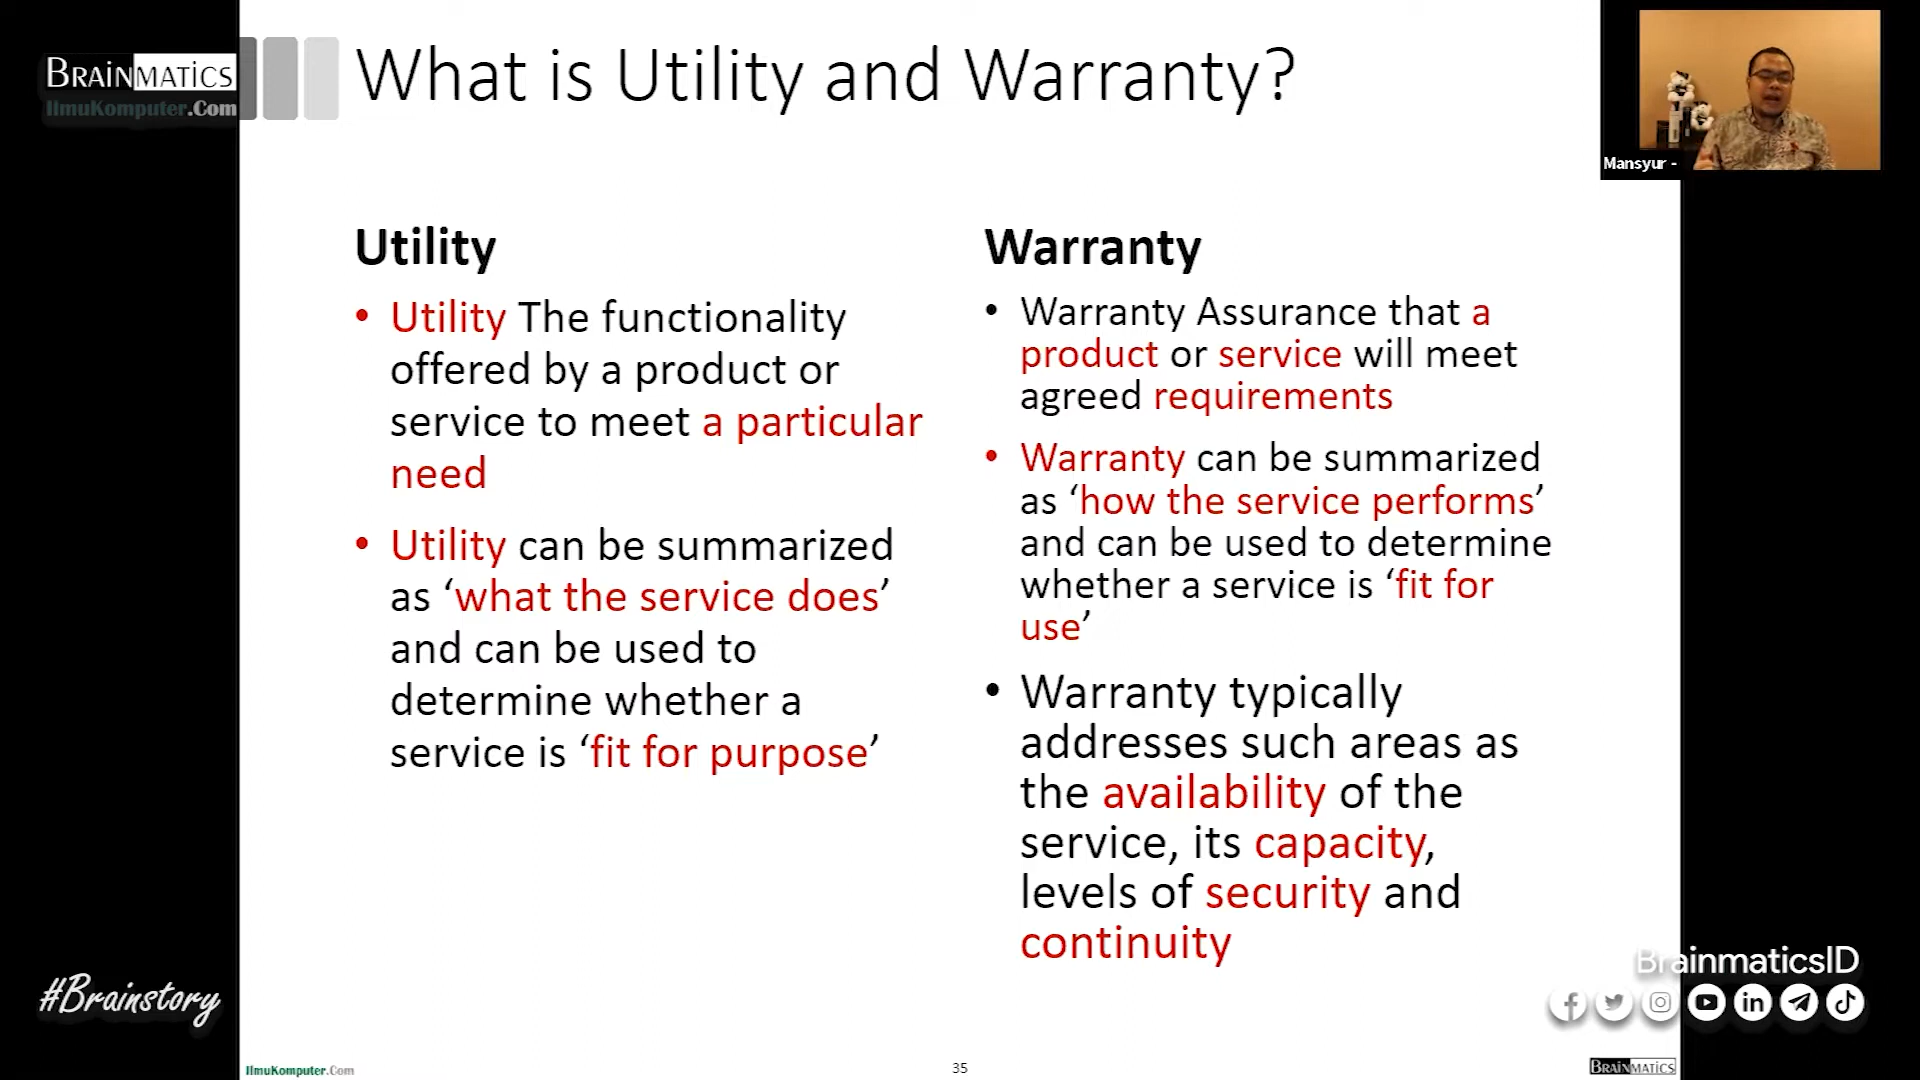 BRAINMATICS
IlmuKomputer.Com
What is Utility and Warranty?
Mansyur -
Utility
• Utility The functionality
offered by a product or
service to meet a particular
need
• Utility can be summarized
as ‘what the service does’
and can be used to
determine whether a
service is ‘fit for purpose’
Warranty
• Warranty Assurance that a
product or service will meet
agreed requirements
• Warranty can be summarized
as ‘how the service performs’
and can be used to determine
whether a service is ‘fit for
use’
• Warranty typically
addresses such areas as
the availability of the
service, its capacity,
levels of security and
continuity
#Brainstory
BrainmaticsID
IlmuKomputer.Com
35
BRAINMATICS